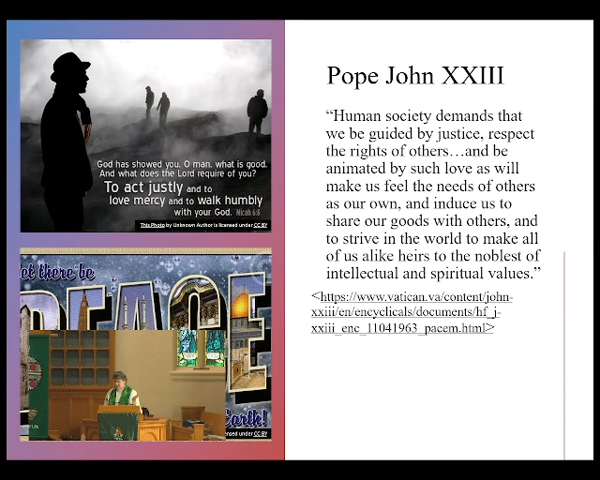 God has showed you, O man, what is good.
And what does the Lord require of you?
To act justly and to
love mercy and to walk humbly
with your God. Micah 6:8
This Photo by Unknown Author is licensed under CC BY
et there be
PEACE
Earth!
ensed under CC BY
Pope John XXIII
“Human society demands that
we be guided by justice, respect
the rights of others…and be
animated by such love as will
make us feel the needs of others
as our own, and induce us to
share our goods with others, and
to strive in the world to make all
of us alike heirs to the noblest of
intellectual and spiritual values.”
<https://www.vatican.va/content/john-
xxiii/en/encyclicals/documents/hf_j-
xxiii_enc_11041963_pacem.html>